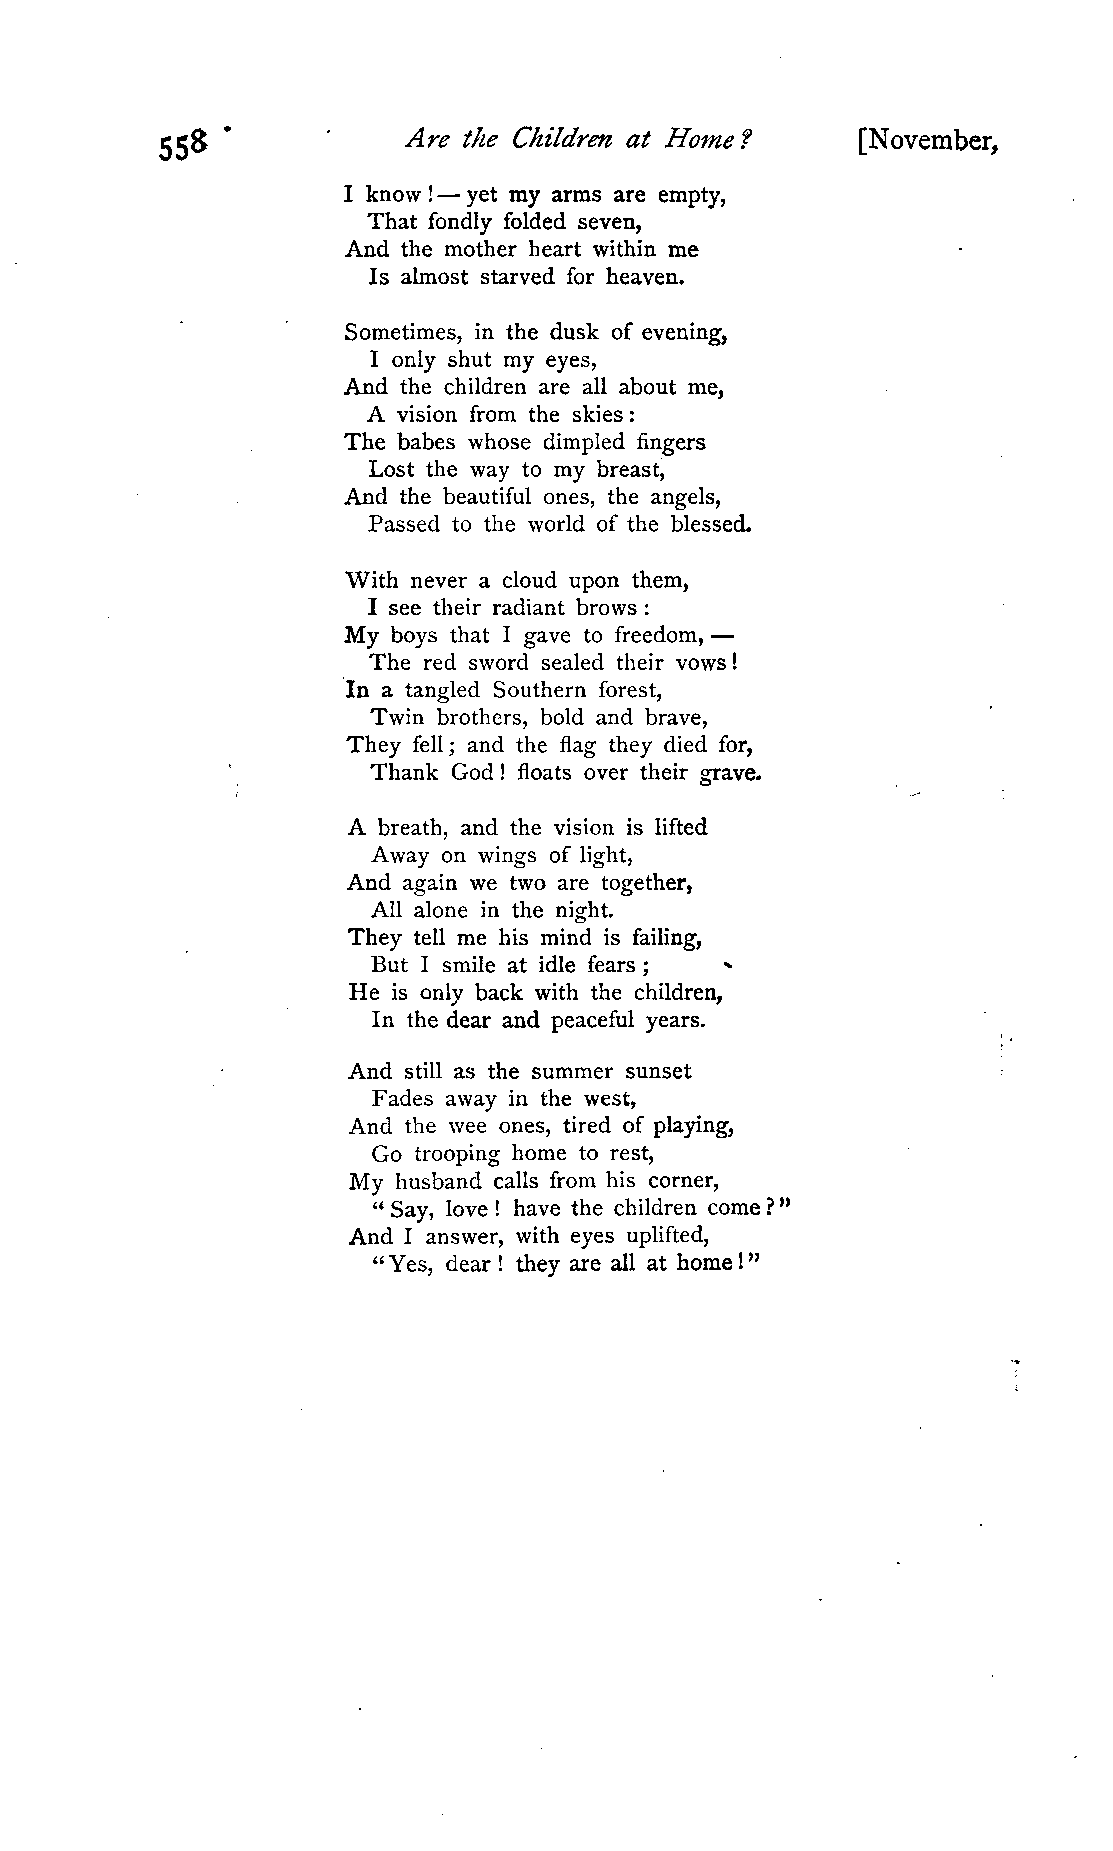 558 Are the Children at Home? [November,
I know!— yet my arms are empty,
That fondly folded seven,
And the mother heart within me
Is almost starved for heaven.
Sometimes, in the dusk of evening,
I only shut my eyes,
And the children are all about me,
A vision from the skies:
The babes whose dimpled fingers
Lost the way to my breast,
And the beautiful ones, the angels,
Passed to the world of the blessed.
With never a cloud upon them,
I see their radiant brows:
My boys that I gave to freedom,—
The red sword sealed their vows!
In a tangled Southern forest,
Twin brothers, bold and brave,
They fell; and the flag they died for,
Thank God! floats over their grave.
A breath, and the vision is lifted
Away on wings of light,
And again we two are together,
All alone in the night.
They tell me his mind is failing,
But I smile at idle fears;
He is only back with the children,
In the dear and peaceful years.
And still as the summer sunset
Fades away in the west,
And the wee ones, tired of playing,
Go trooping home to rest,
My husband calls from his corner,
"Say, love! have the children come?"
And I answer, with eyes uplifted,
"Yes, dear! they are all at home!"